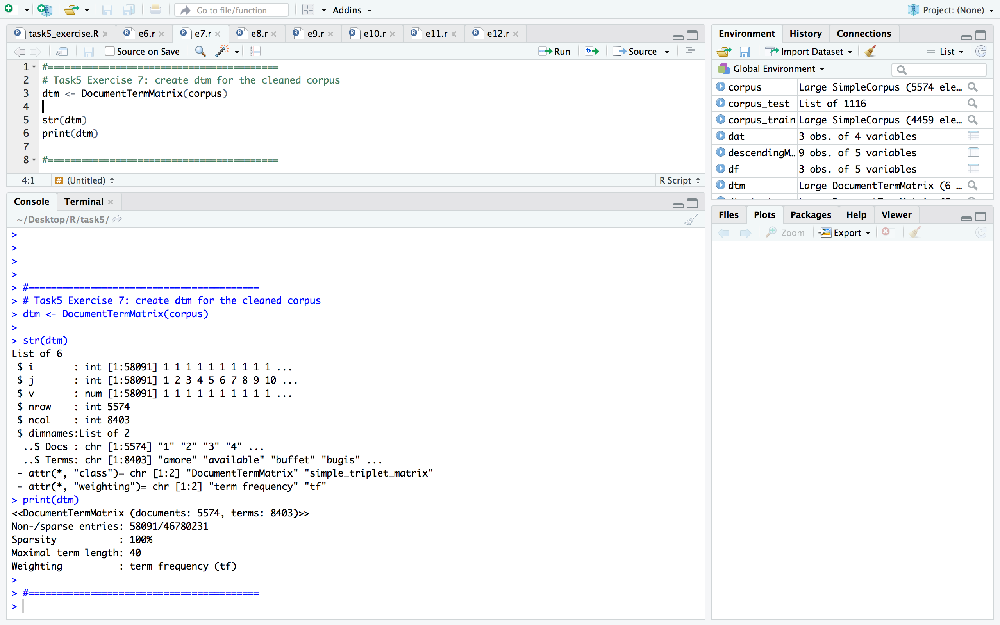 Go to file/function
Addins
Project: (None)
task5_exercise.R
e6.r
e7.r
e8.r
e9.r
e10.r
e11.r
e12.r
Source on Save
Run
Source
1 #=========================================
2 # Task5 Exercise 7: create dtm for the cleaned corpus
3 dtm <- DocumentTermMatrix(corpus)
4
5 str(dtm)
6 print(dtm)
7
8 #=========================================
4:1 # (Untitled) R Script
Console Terminal
~/Desktop/R/task5/
>
>
>
>
> #=========================================
> # Task5 Exercise 7: create dtm for the cleaned corpus
> dtm <- DocumentTermMatrix(corpus)
>
> str(dtm)
List of 6
 $ i       : int [1:58091] 1 1 1 1 1 1 1 1 1 1 ...
 $ j       : int [1:58091] 1 2 3 4 5 6 7 8 9 10 ...
 $ v       : num [1:58091] 1 1 1 1 1 1 1 1 1 1 ...
 $ nrow    : int 5574
 $ ncol    : int 8403
 $ dimnames:List of 2
  ..$ Docs : chr [1:5574] "1" "2" "3" "4" ...
  ..$ Terms: chr [1:8403] "amore" "available" "buffet" "bugis" ...
 - attr(*, "class")= chr [1:2] "DocumentTermMatrix" "simple_triplet_matrix"
 - attr(*, "weighting")= chr [1:2] "term frequency" "tf"
> print(dtm)
<<DocumentTermMatrix (documents: 5574, terms: 8403)>>
Non-/sparse entries: 58091/46780231
Sparsity           : 100%
Maximal term length: 40
Weighting          : term frequency (tf)
>
> #=========================================
>
Environment History Connections
Import Dataset List
Global Environment
corpus Large SimpleCorpus (5574 ele…
corpus_test List of 1116
corpus_train Large SimpleCorpus (4459 ele…
dat 3 obs. of 4 variables
descendingM… 9 obs. of 5 variables
df 3 obs. of 5 variables
dtm Large DocumentTermMatrix (6 …
Files Plots Packages Help Viewer
Zoom Export